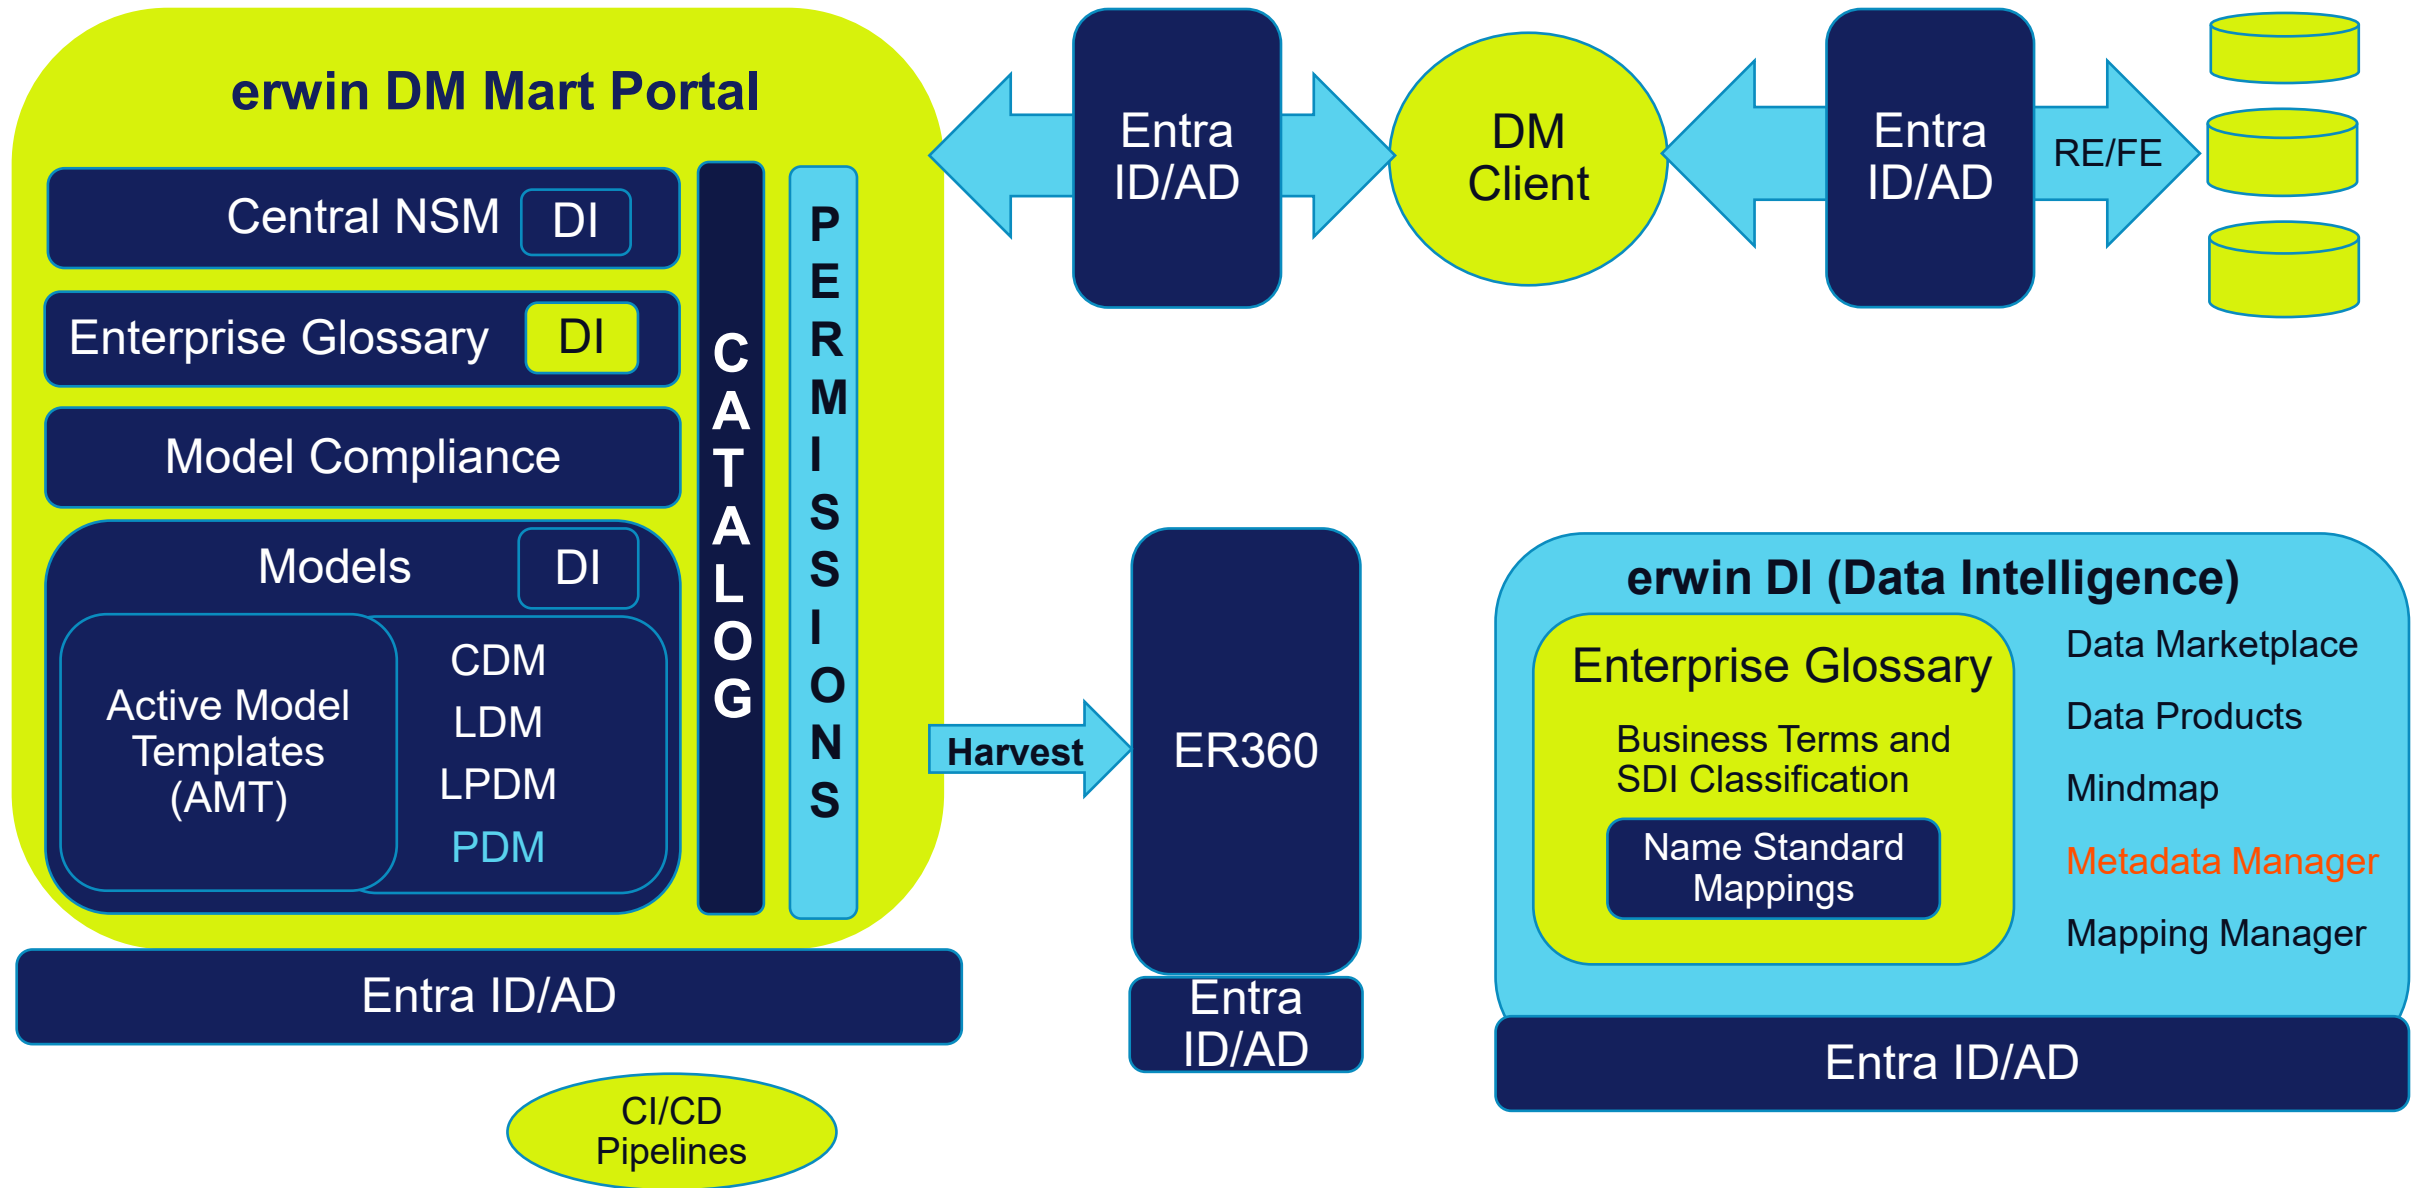 erwin DM Mart Portal
Central NSM
DI
Enterprise Glossary
DI
Model Compliance
Models
DI
Active Model
Templates
(AMT)
CDM
LDM
LPDM
PDM
CATALOG
PERMISSIONS
Entra ID/AD
CI/CD
Pipelines
Entra
ID/AD
DM
Client
Entra
ID/AD
RE/FE
Harvest
ER360
Entra
ID/AD
erwin DI (Data Intelligence)
Enterprise Glossary
Business Terms and
SDI Classification
Name Standard
Mappings
Data Marketplace
Data Products
Mindmap
Metadata Manager
Mapping Manager
Entra ID/AD